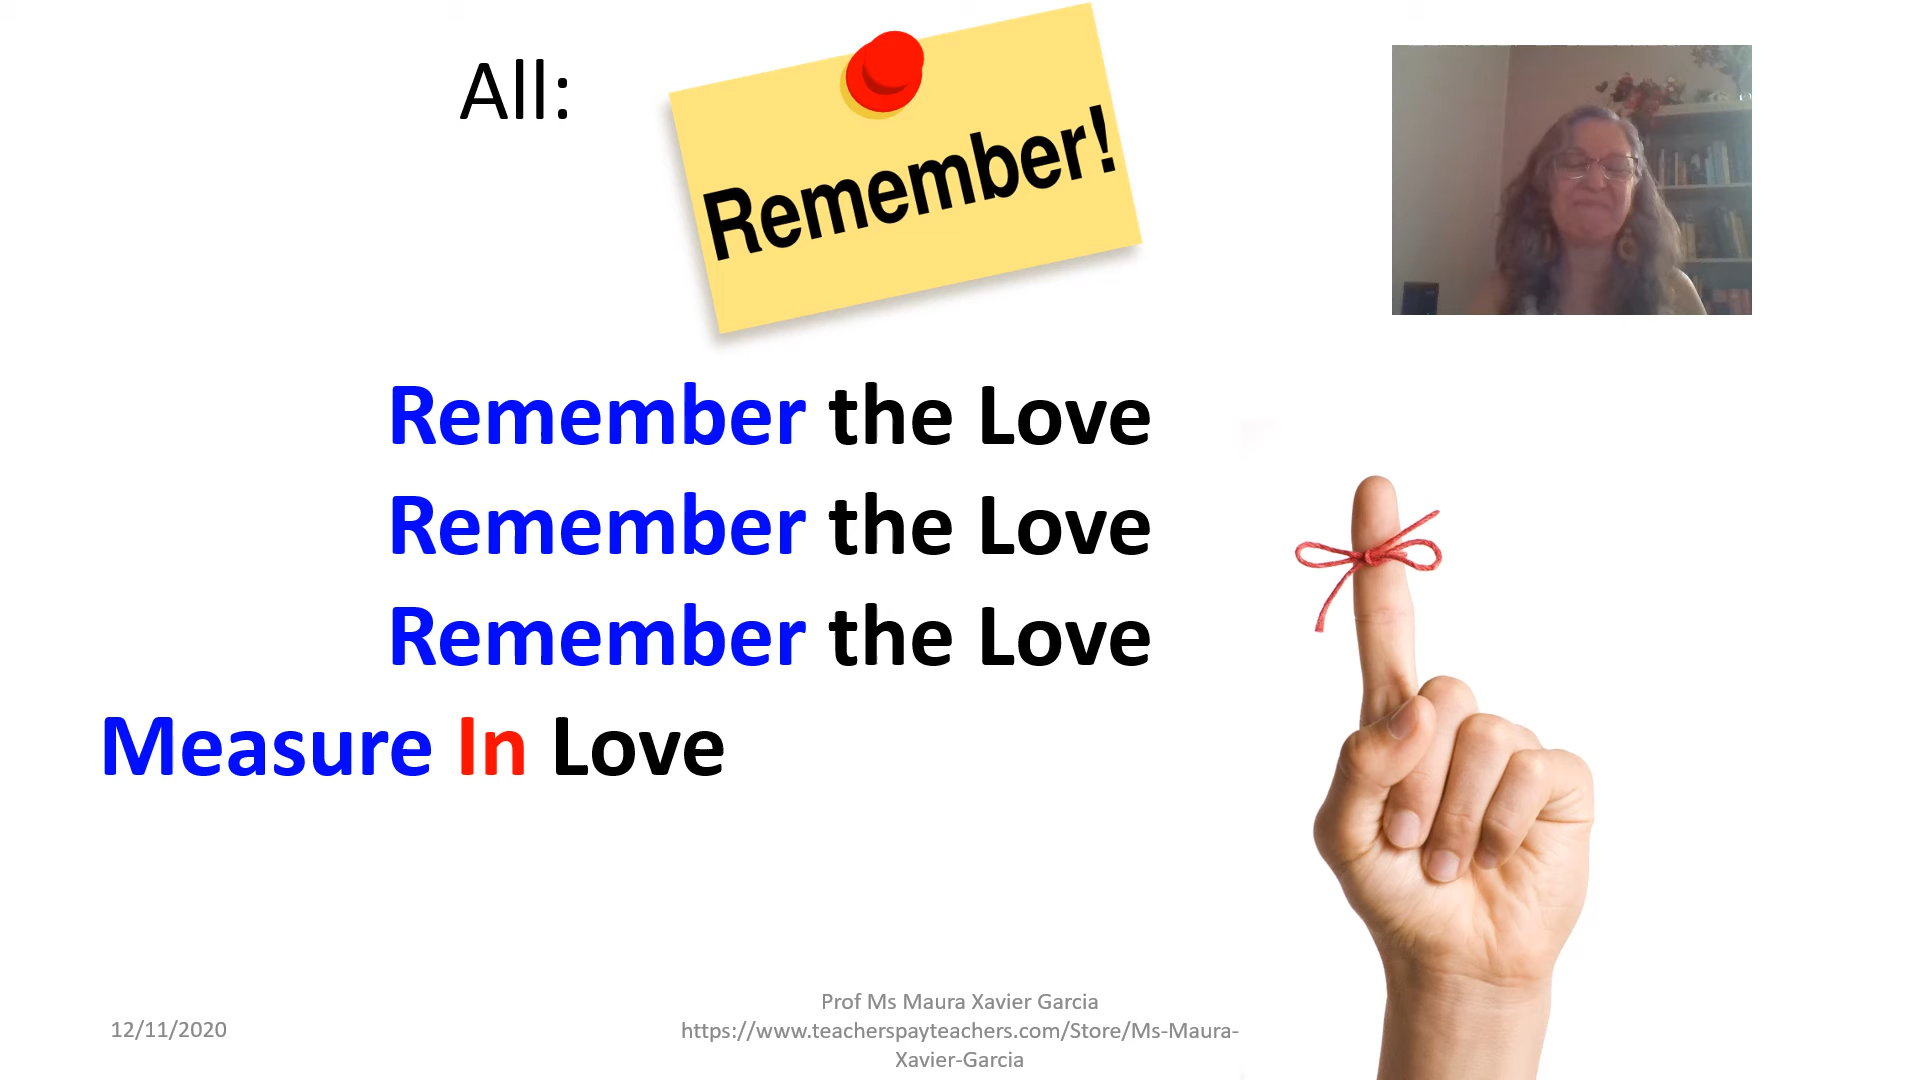 All:
Remember!
Remember the Love
Remember the Love
Remember the Love
Measure In Love
12/11/2020
Prof Ms Maura Xavier Garcia
https://www.teacherspayteachers.com/Store/Ms-Maura-
Xavier-Garcia